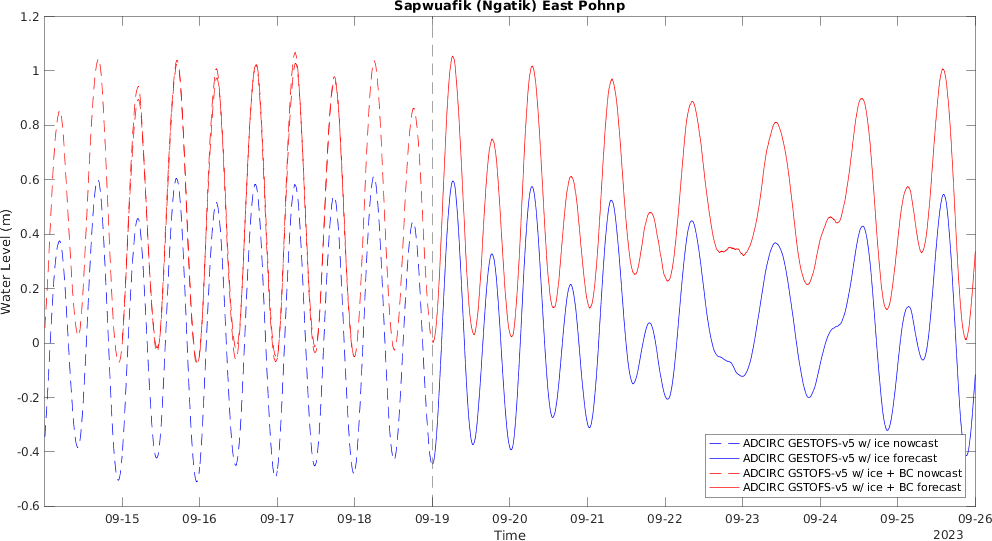 Sapwuafik (Ngatik) East Pohnp
Water Level (m)
1.2
1
0.8
0.6
0.4
0.2
0
-0.2
-0.4
-0.6
ADCIRC GESTOFS-v5 w/ ice nowcast
ADCIRC GESTOFS-v5 w/ ice forecast
ADCIRC GSTOFS-v5 w/ ice + BC nowcast
ADCIRC GSTOFS-v5 w/ ice + BC forecast
09-15 09-16 09-17 09-18 09-19 09-20 09-21 09-22 09-23 09-24 09-25 09-26
Time
2023